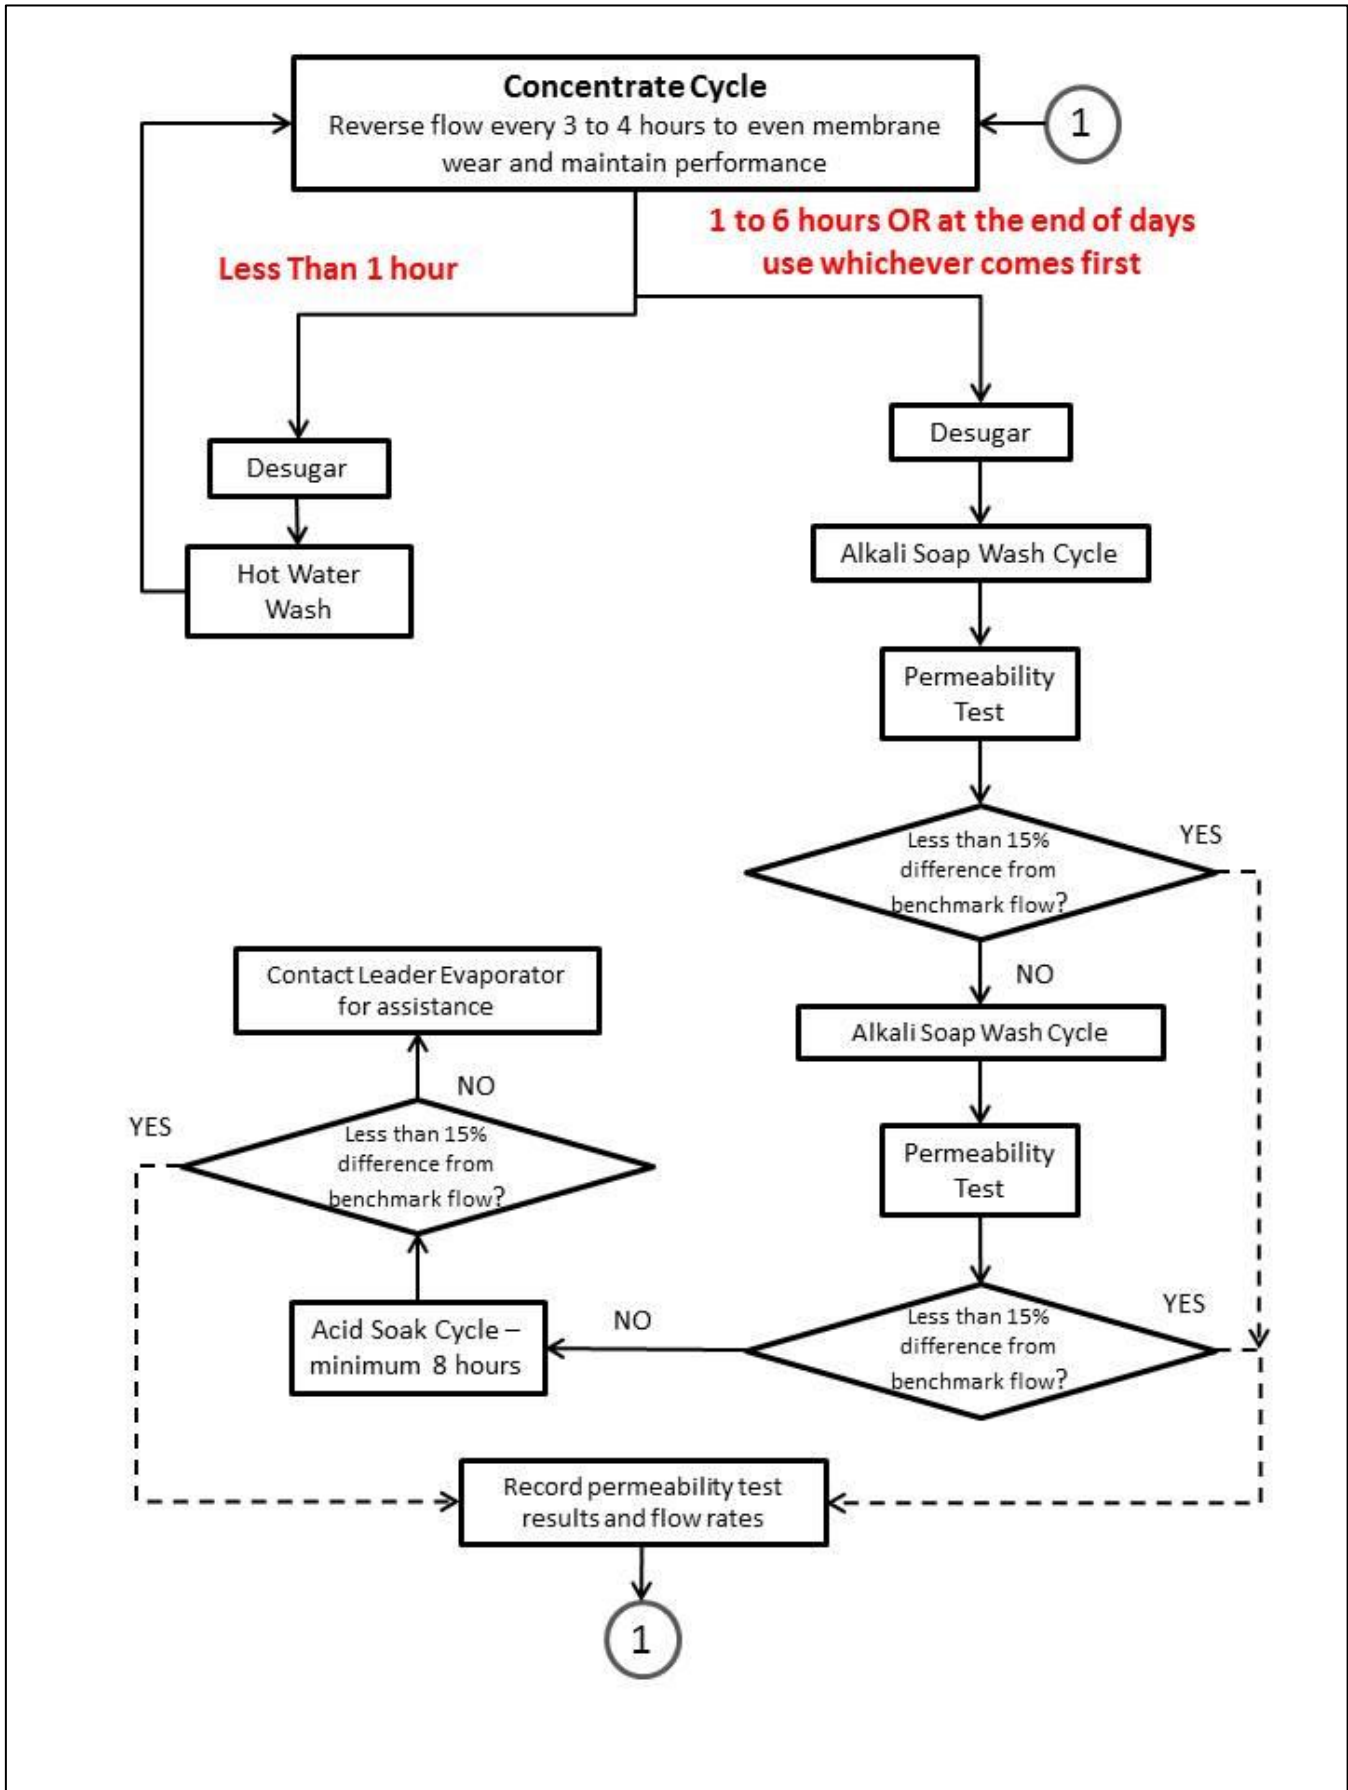 Concentrate Cycle
Reverse flow every 3 to 4 hours to even membrane
wear and maintain performance
1
1 to 6 hours OR at the end of days
use whichever comes first
Less Than 1 hour
Desugar
Hot Water
Wash
Desugar
Alkali Soap Wash Cycle
Permeability
Test
Less than 15%
difference from
benchmark flow?
YES
NO
Alkali Soap Wash Cycle
Permeability
Test
Less than 15%
difference from
benchmark flow?
YES
NO
Acid Soak Cycle –
minimum 8 hours
Less than 15%
difference from
benchmark flow?
YES
NO
Contact Leader Evaporator
for assistance
Record permeability test
results and flow rates
1